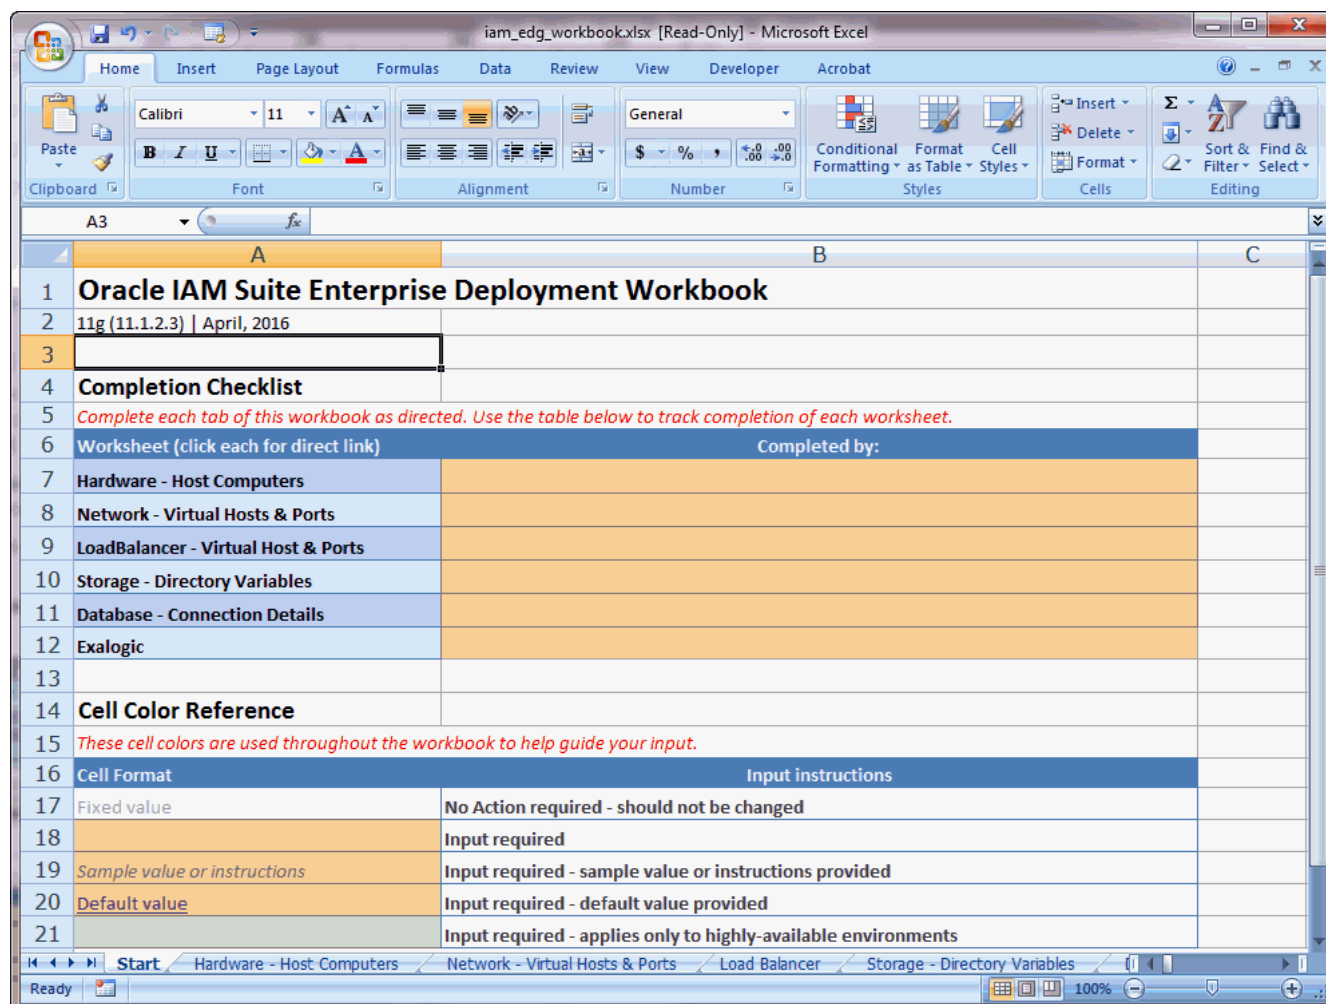 iam_edg_workbook.xlsx [Read-Only] - Microsoft Excel
Home Insert Page Layout Formulas Data Review View Developer Acrobat
Calibri 11 A A General Σ A Z
Paste B I U A $ % , .00 .0 Conditional Formatting Format as Table Cell Styles Insert Delete Format Sort & Filter Find & Select
Clipboard Font Alignment Number Styles Cells Editing
A3 fx
A B C
1 Oracle IAM Suite Enterprise Deployment Workbook
2 11g (11.1.2.3) | April, 2016
3
4 Completion Checklist
5 Complete each tab of this workbook as directed. Use the table below to track completion of each worksheet.
6 Worksheet (click each for direct link) Completed by:
7 Hardware - Host Computers
8 Network - Virtual Hosts & Ports
9 LoadBalancer - Virtual Host & Ports
10 Storage - Directory Variables
11 Database - Connection Details
12 Exalogic
13
14 Cell Color Reference
15 These cell colors are used throughout the workbook to help guide your input.
16 Cell Format Input instructions
17 Fixed value No Action required - should not be changed
18 Input required
19 Sample value or instructions Input required - sample value or instructions provided
20 Default value Input required - default value provided
21 Input required - applies only to highly-available environments
Start Hardware - Host Computers Network - Virtual Hosts & Ports Load Balancer Storage - Directory Variables
Ready 100%